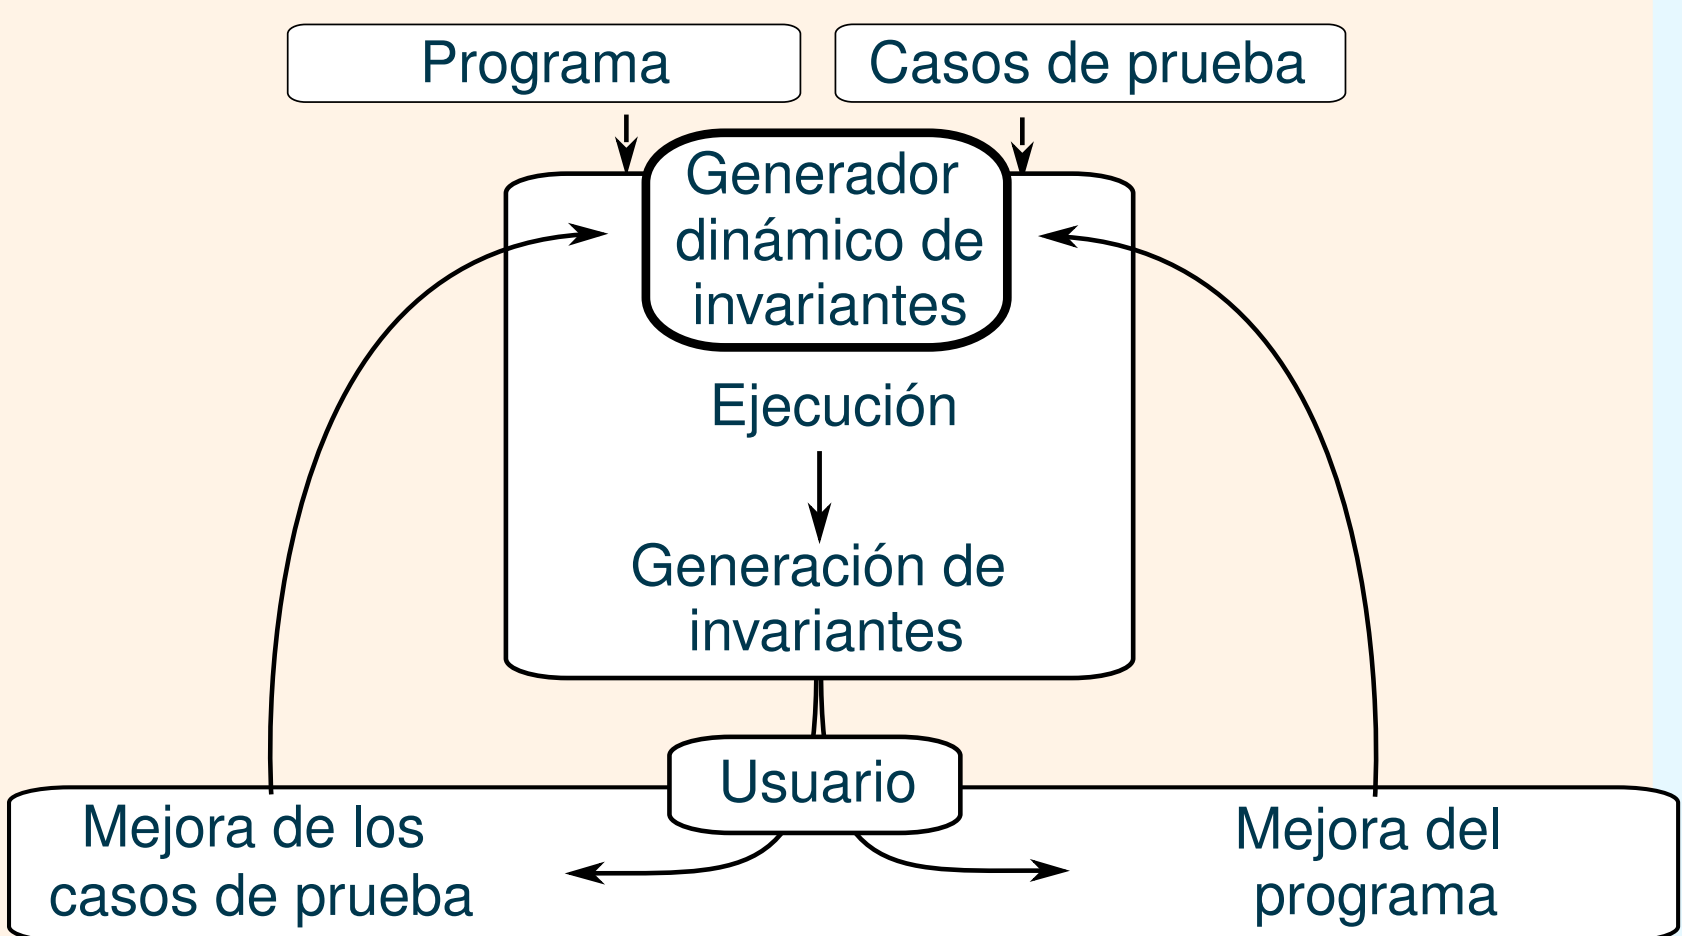 Programa
Casos de prueba
Generador
dinámico de
invariantes
Ejecución
Generación de
invariantes
Usuario
Mejora de los
casos de prueba
Mejora del
programa